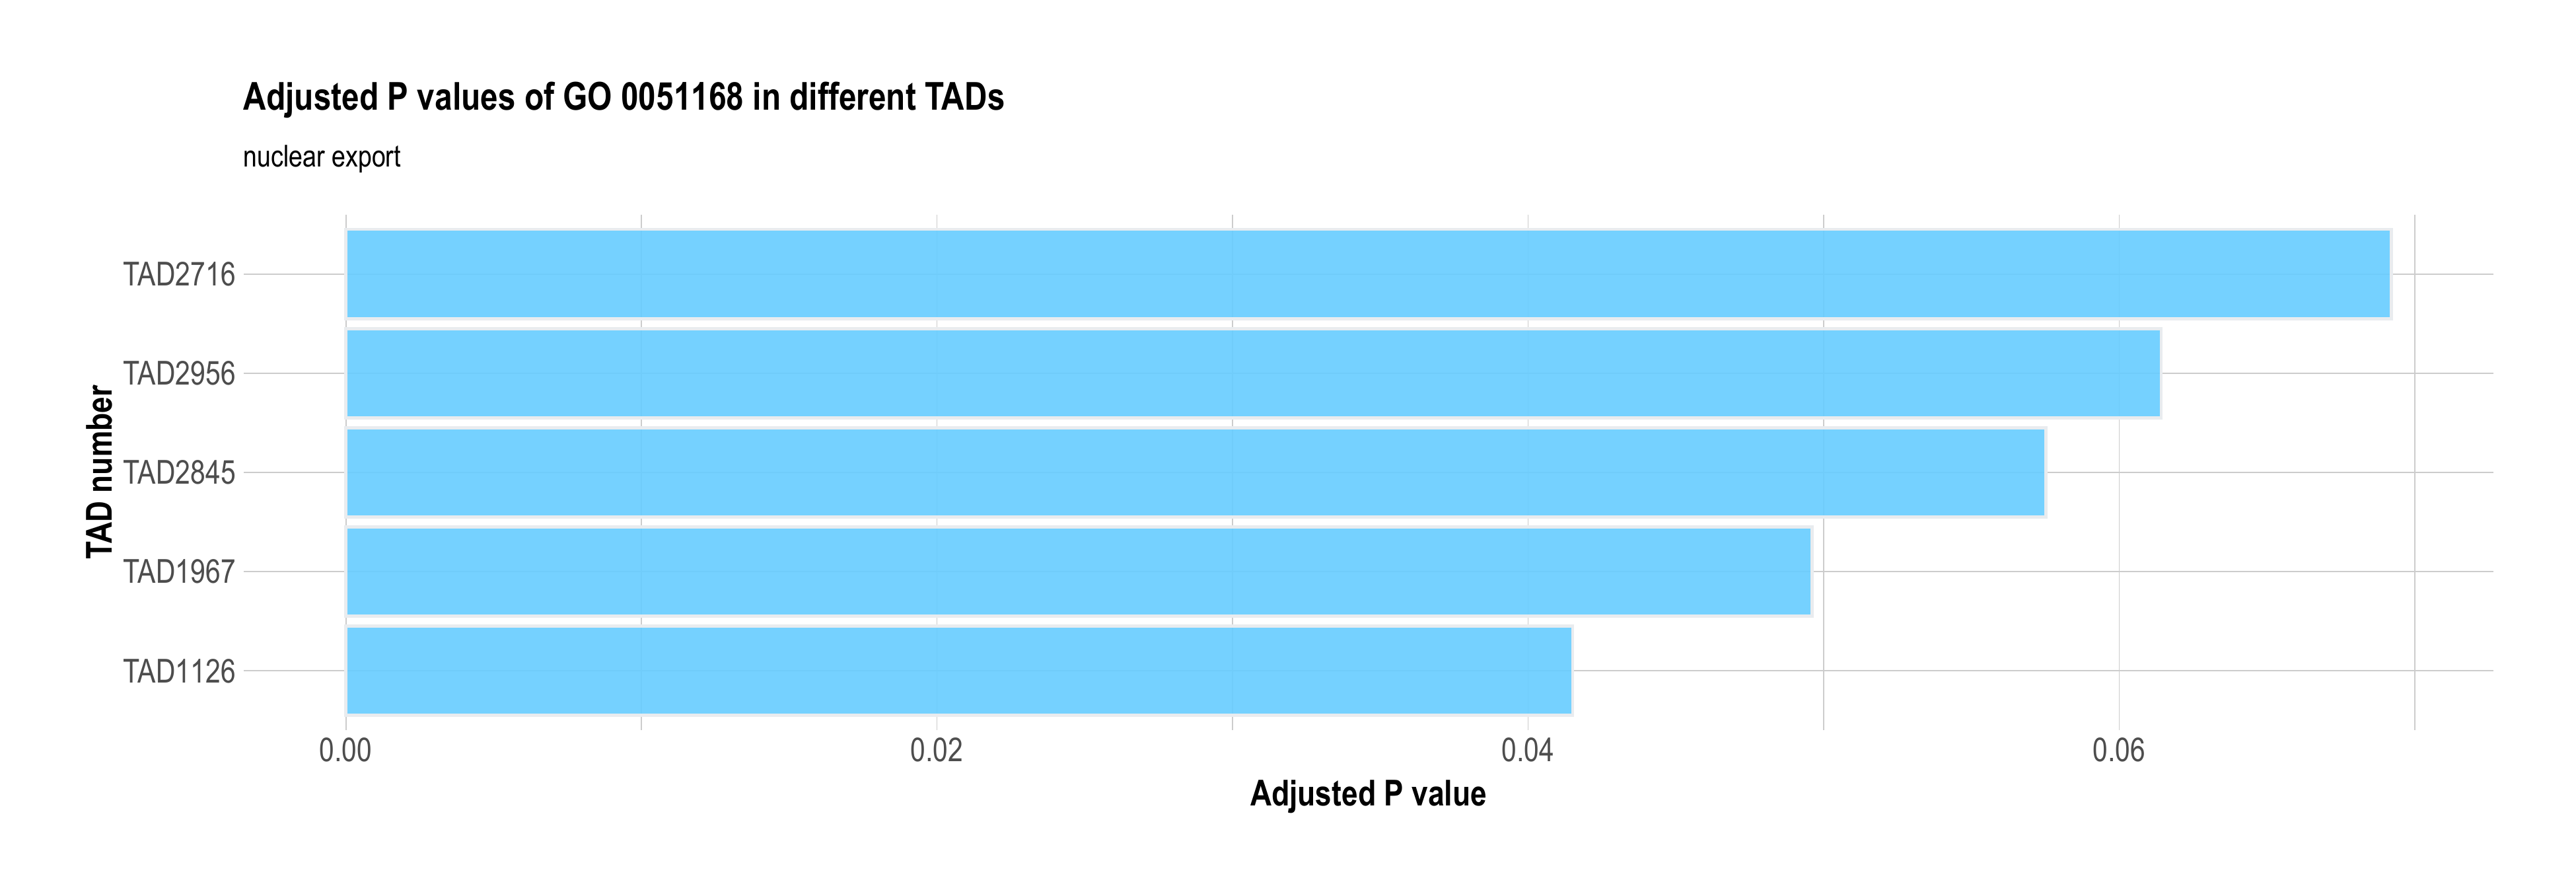 Adjusted P values of GO 0051168 in different TADs
nuclear export
TAD number
TAD2716
TAD2956
TAD2845
TAD1967
TAD1126
0.00 0.02 0.04 0.06
Adjusted P value